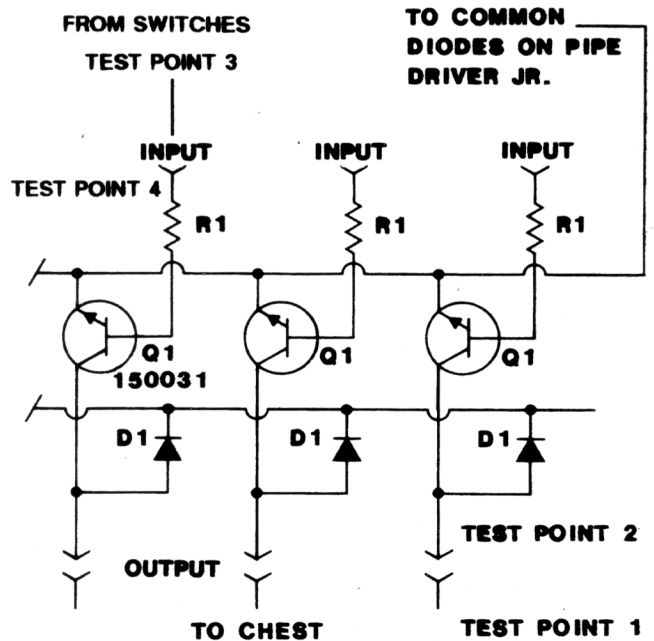 FROM SWITCHES
TEST POINT 3
TO COMMON
DIODES ON PIPE
DRIVER JR.
INPUT
INPUT
INPUT
TEST POINT 4
R1
R1
R1
Q1
150031
Q1
Q1
D1
D1
D1
TEST POINT 2
OUTPUT
TO CHEST
TEST POINT 1